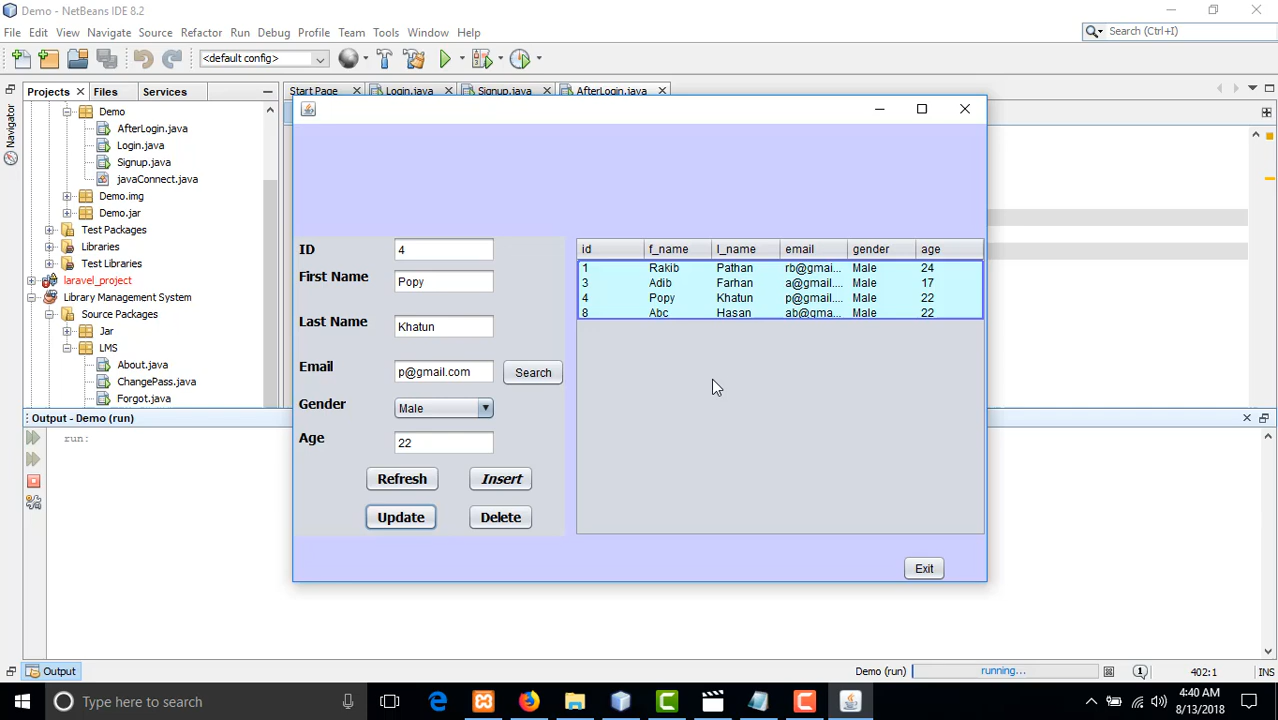 Demo - NetBeans IDE 8.2
File Edit View Navigate Source Refactor Run Debug Profile Team Tools Window Help
Search (Ctrl+I)
<default config>
Projects Files Services
Start Page Login.java Signup.java AfterLogin.java
Navigator
Demo
AfterLogin.java
Login.java
Signup.java
javaConnect.java
Demo.img
Demo.jar
Test Packages
Libraries
Test Libraries
laravel_project
Library Management System
Source Packages
Jar
LMS
About.java
ChangePass.java
Forgot.java
ID 4
First Name Popy
Last Name Khatun
Email p@gmail.com Search
Gender Male
Age 22
Refresh Insert
Update Delete
id f_name l_name email gender age
1 Rakib Pathan rb@gmai... Male 24
3 Adib Farhan a@gmail.... Male 17
4 Popy Khatun p@gmail.... Male 22
8 Abc Hasan ab@gma... Male 22
Exit
Output - Demo (run)
run:
Output
Demo (run) running... 1 402:1 INS
Type here to search
4:40 AM
8/13/2018